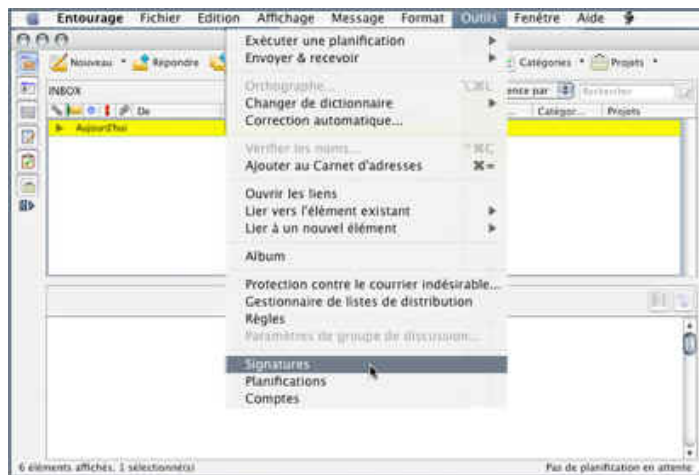 Entourage Fichier Edition Affichage Message Format Outils Fenêtre Aide
Nouveau Répondre Catégories Projets
INBOX
ence par Rechercher
De Catégor... Projets
Aujourd'hui
Exécuter une planification
Envoyer & recevoir
Orthographe...
Changer de dictionnaire
Correction automatique...
Vérifier les noms...
Ajouter au Carnet d'adresses ⌘=
Ouvrir les liens
Lier vers l'élément existant
Lier à un nouvel élément
Album
Protection contre le courrier indésirable...
Gestionnaire de listes de distribution
Règles
Paramètres de groupe de discussion...
Signatures
Planifications
Comptes
6 éléments affichés, 1 sélectionné(s) Pas de planification en attente